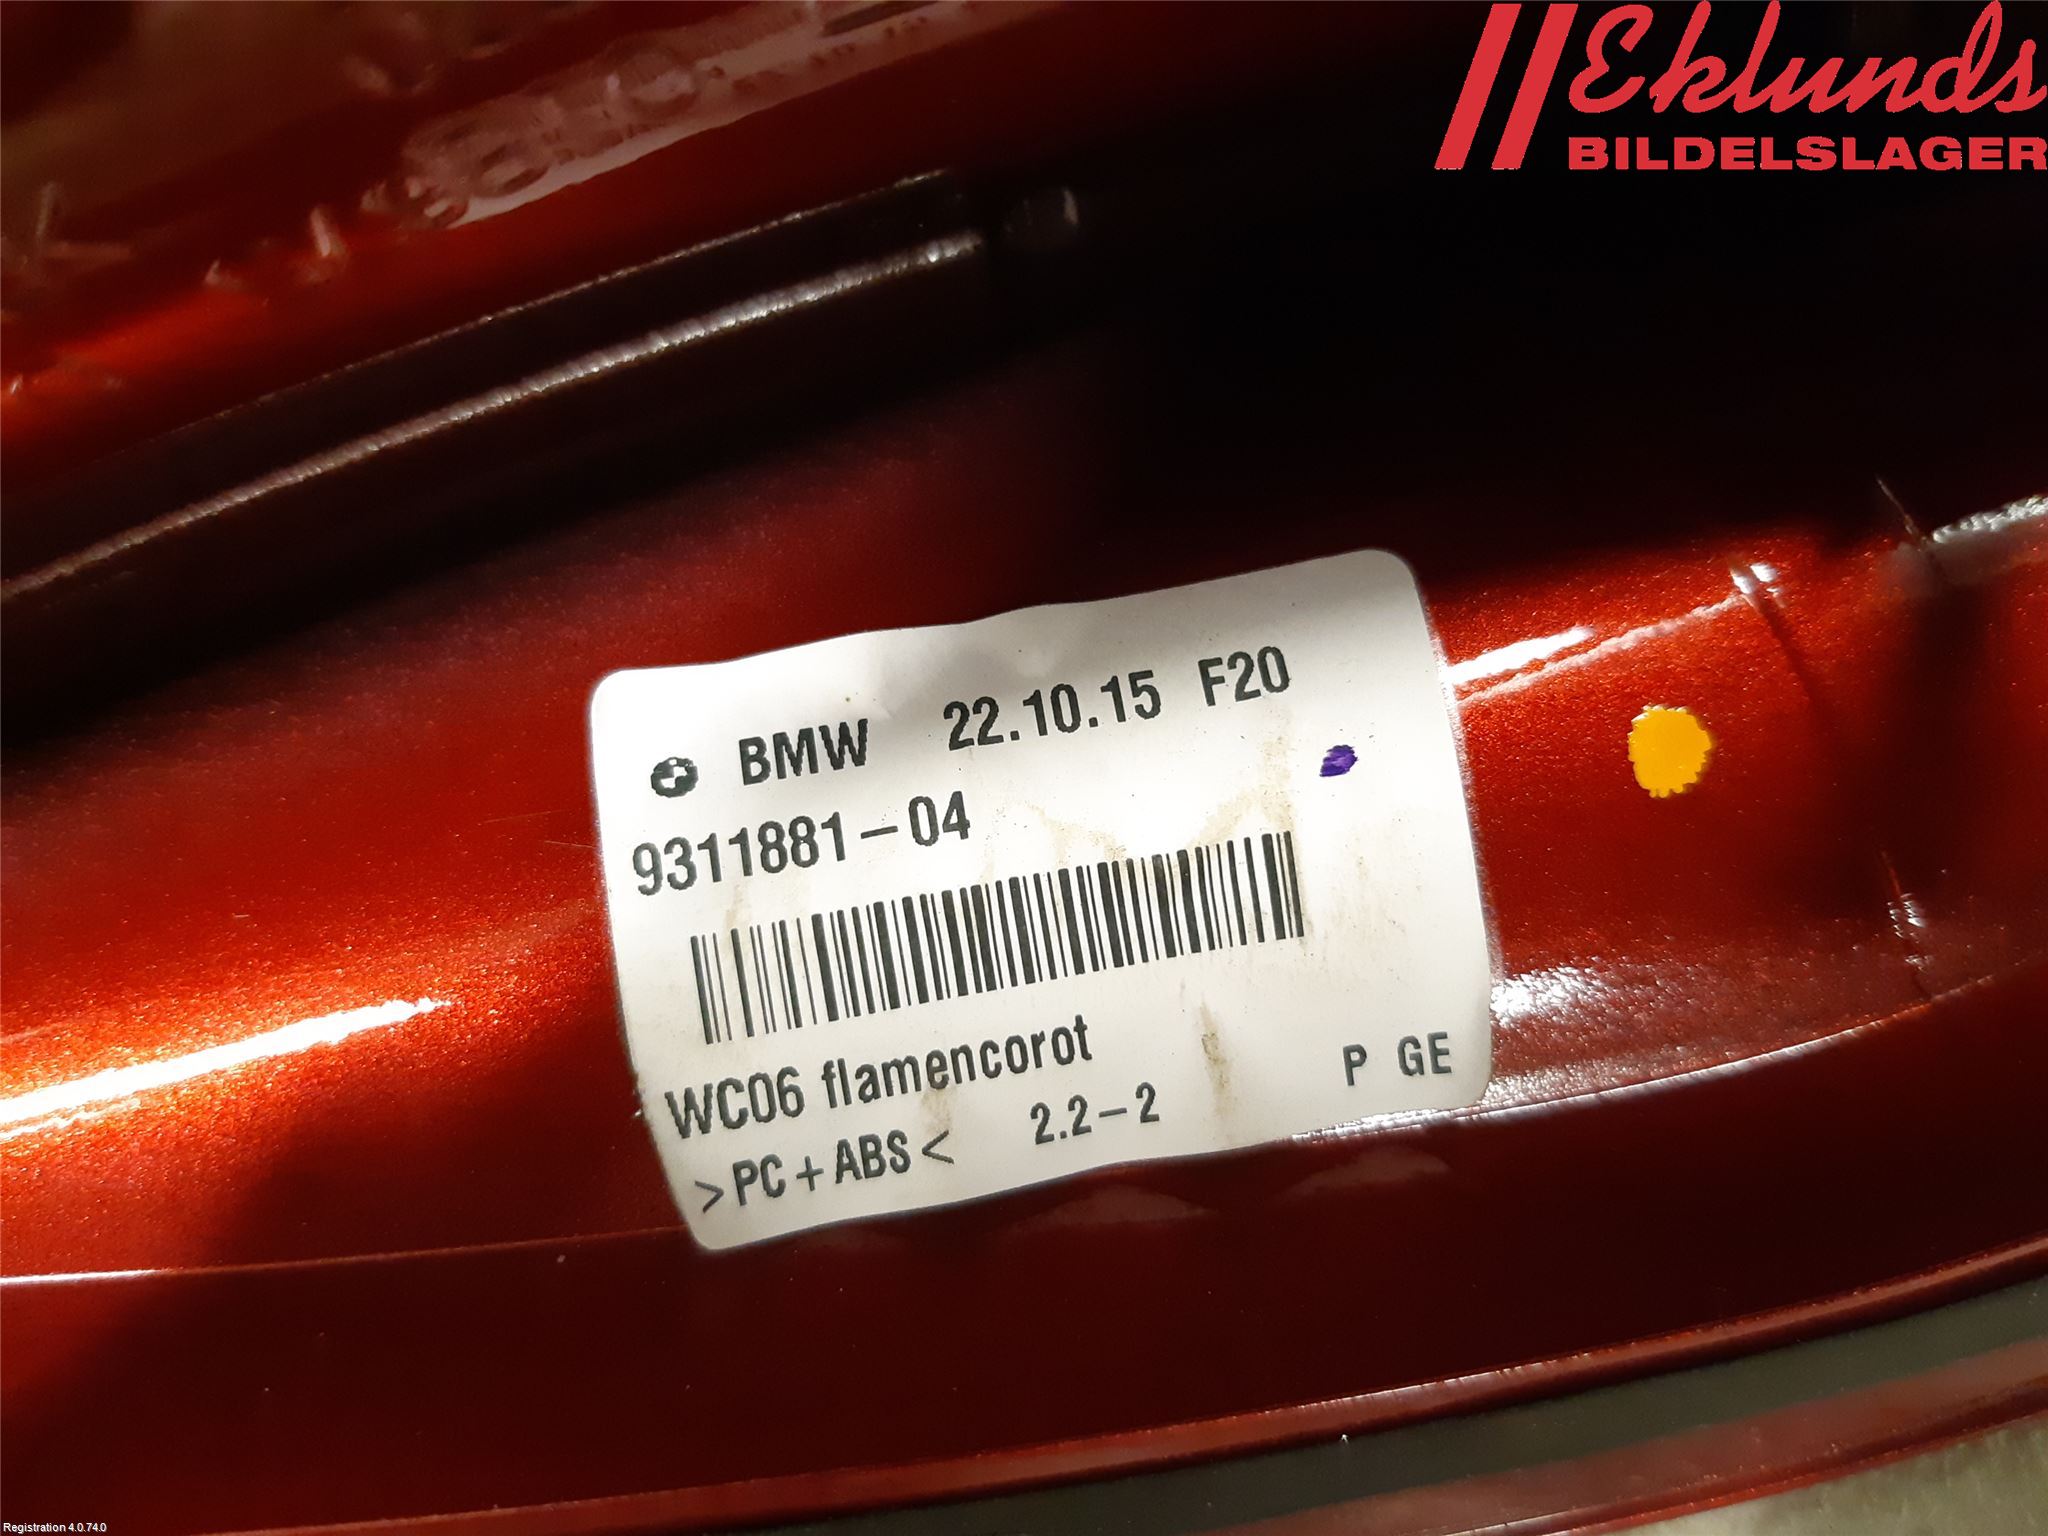 Eklunds
BILDELSLAGER
BMW 22.10.15 F20
9311881-04
WC06 flamencorot
>PC+ABS< 2.2-2 P GE
Registration 4.0.74.0